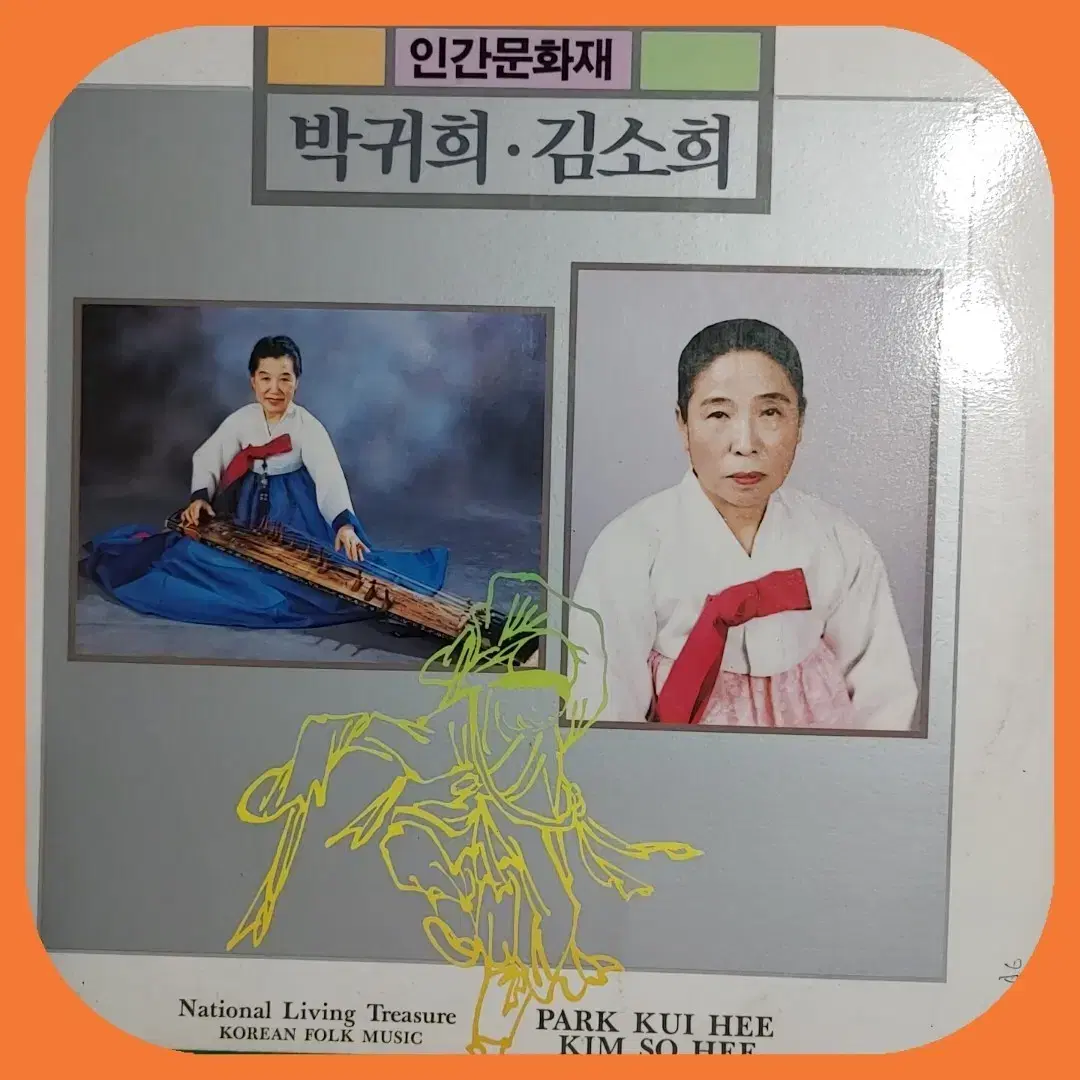 인간문화재
박귀희·김소희
National Living Treasure
KOREAN FOLK MUSIC
PARK KUI HEE
KIM SO HEE